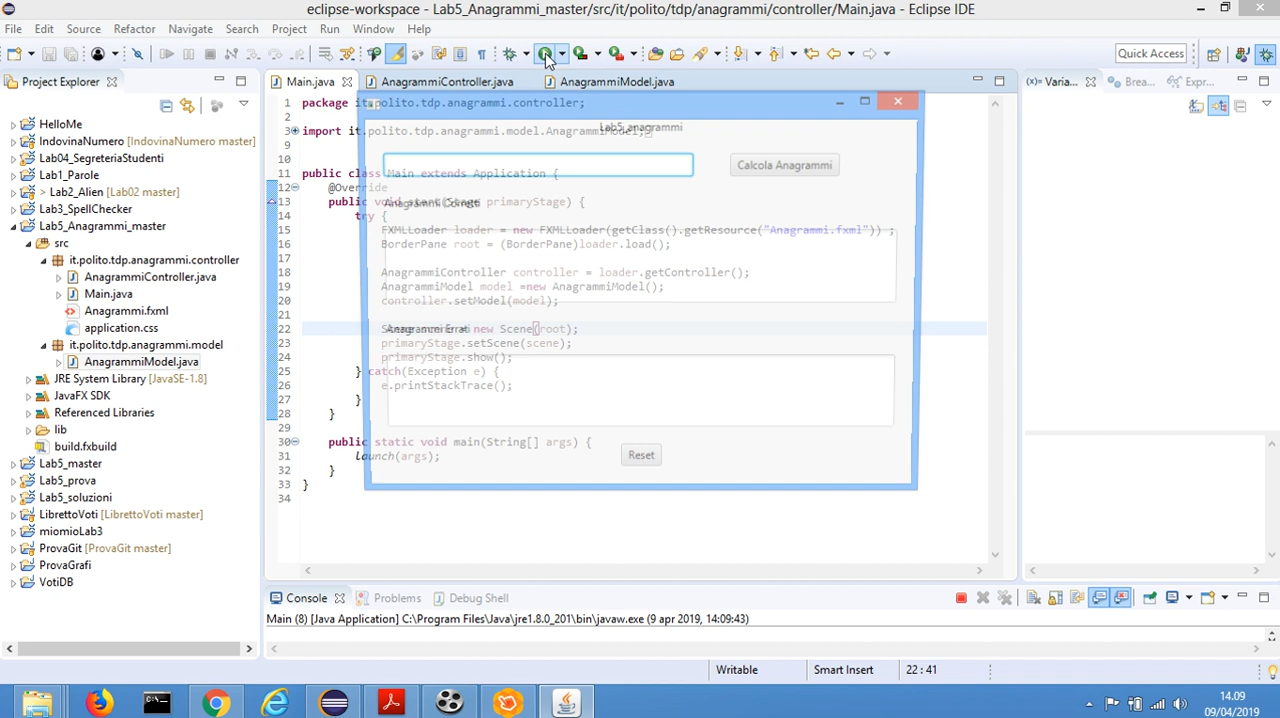 eclipse-workspace - Lab5_Anagrammi_master/src/it/polito/tdp/anagrammi/controller/Main.java - Eclipse IDE
File Edit Source Refactor Navigate Search Project Run Window Help
Quick Access
Project Explorer
Main.java AnagrammiController.java AnagrammiModel.java
(x)= Varia... Brea... Expr...
HelloMe
IndovinaNumero [IndovinaNumero master]
Lab04_SegreteriaStudenti
Lab1_Parole
> Lab2_Alien [Lab02 master]
Lab3_SpellChecker
Lab5_Anagrammi_master
src
it.polito.tdp.anagrammi.controller
AnagrammiController.java
Main.java
Anagrammi.fxml
application.css
it.polito.tdp.anagrammi.model
AnagrammiModel.java
JRE System Library [JavaSE-1.8]
JavaFX SDK
Referenced Libraries
lib
build.fxbuild
Lab5_master
Lab5_prova
Lab5_soluzioni
LibrettoVoti [LibrettoVoti master]
miomioLab3
ProvaGit [ProvaGit master]
ProvaGrafi
VotiDB
1 package it.polito.tdp.anagrammi.controller;
2
3 import it.polito.tdp.anagrammi.model.AnagrammiModel;
10
11 public class Main extends Application {
12 @Override
13 public void start(Stage primaryStage) {
14 try {
15 FXMLLoader loader = new FXMLLoader(getClass().getResource("Anagrammi.fxml")) ;
16 BorderPane root = (BorderPane)loader.load();
17
18 AnagrammiController controller = loader.getController();
19 AnagrammiModel model =new AnagrammiModel();
20 controller.setModel(model);
21
22 Scene scene = new Scene(root);
23 primaryStage.setScene(scene);
24 primaryStage.show();
25 } catch(Exception e) {
26 e.printStackTrace();
27 }
28 }
29
30 public static void main(String[] args) {
31 launch(args);
32 }
33 }
34
Lab5_anagrammi
Calcola Anagrammi
Anagrammi Corretti
Anagrammi Errati
Reset
Console Problems Debug Shell
Main (8) [Java Application] C:\Program Files\Java\jre1.8.0_201\bin\javaw.exe (9 apr 2019, 14:09:43)
Writable Smart Insert 22 : 41
14.09
09/04/2019